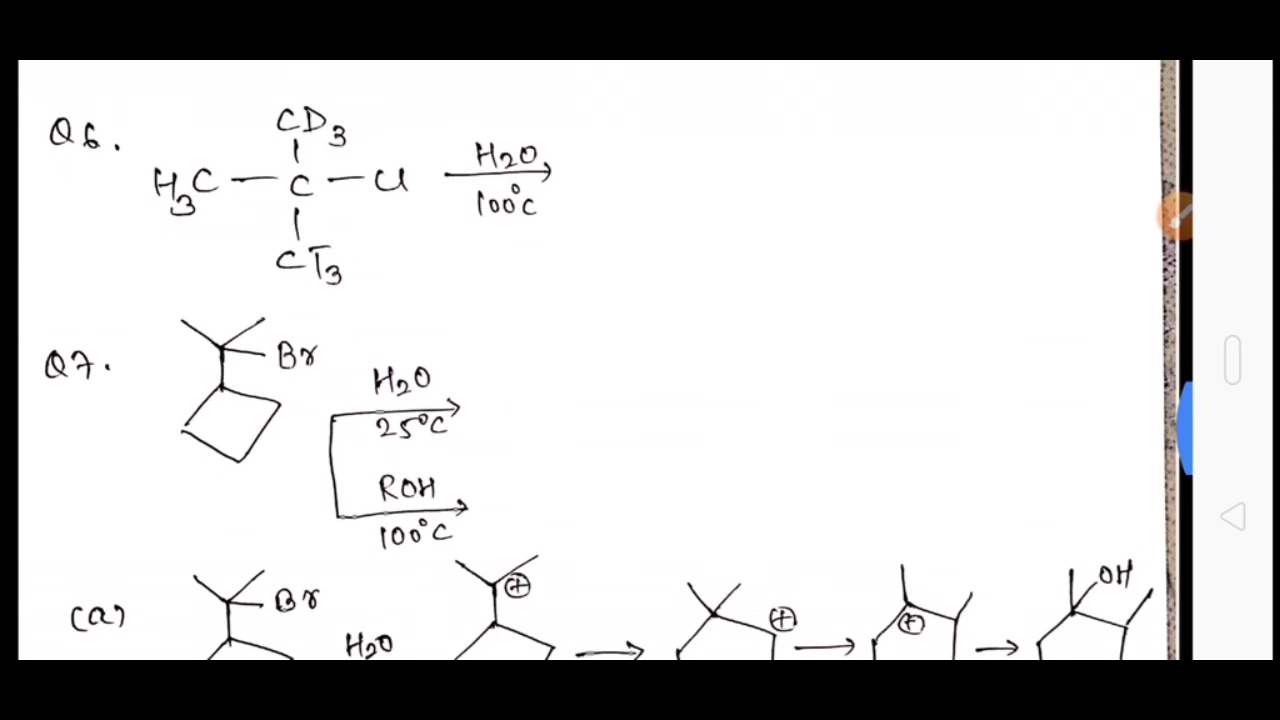 Q6.
CD3
H3C — C — Cl
CT3
H2O
100°C
Q7.
Br
H2O
25°C
ROH
100°C
(a)
Br
H2O
+
+
+
OH